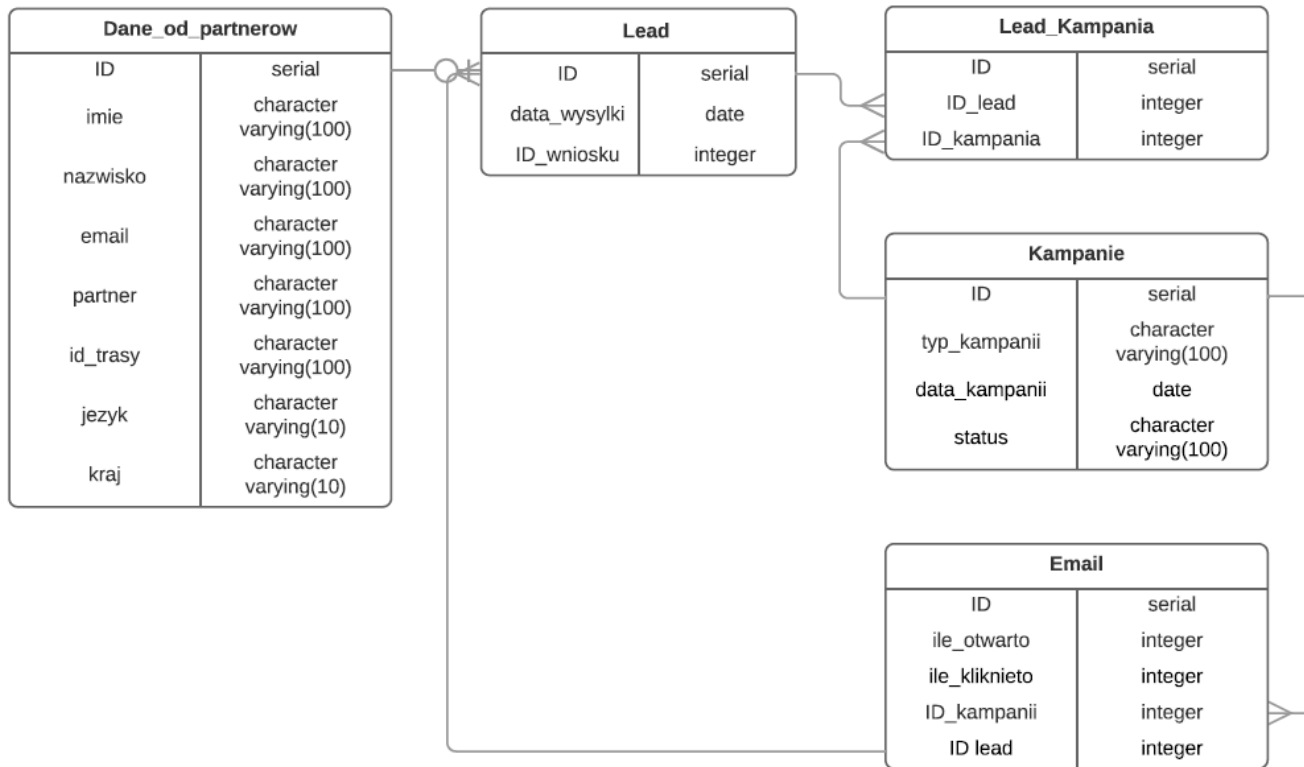 Dane_od_partnerow
ID serial
imie character varying(100)
nazwisko character varying(100)
email character varying(100)
partner character varying(100)
id_trasy character varying(100)
jezyk character varying(10)
kraj character varying(10)
Lead
ID serial
data_wysylki date
ID_wniosku integer
Lead_Kampania
ID serial
ID_lead integer
ID_kampania integer
Kampanie
ID serial
typ_kampanii character varying(100)
data_kampanii date
status character varying(100)
Email
ID serial
ile_otwarto integer
ile_kliknieto integer
ID_kampanii integer
ID lead integer